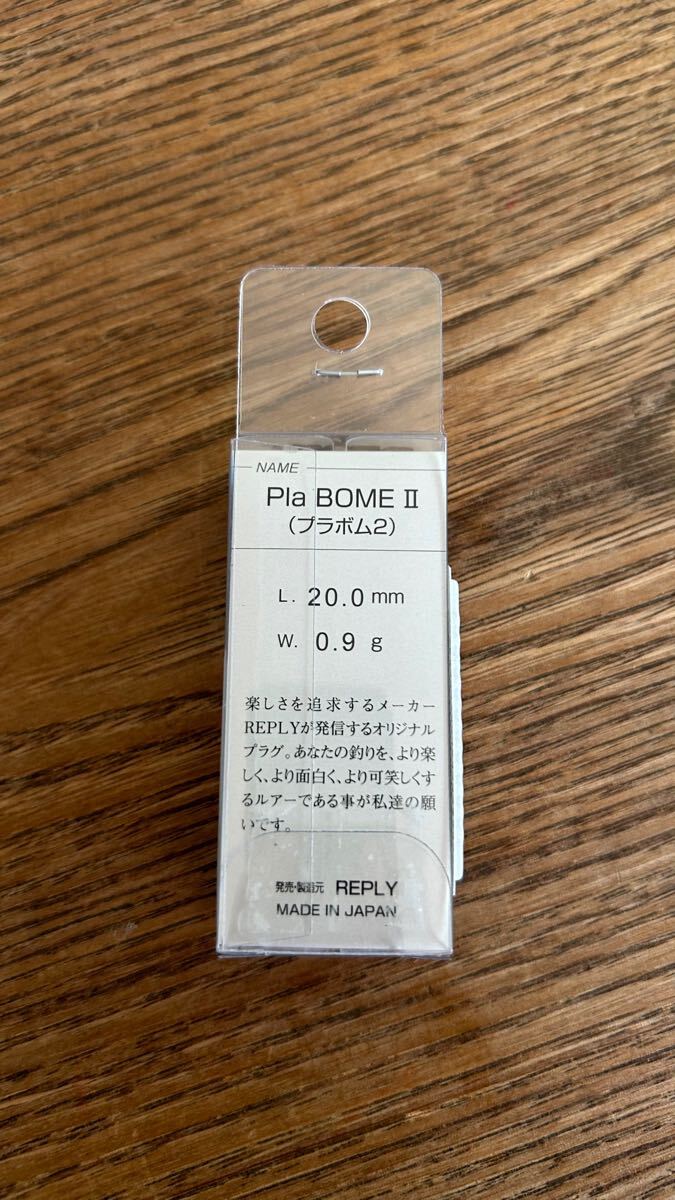 NAME
Pla BOME Ⅱ
（プラボム2）
L. 20.0 mm
W. 0.9 g
楽しさを追求するメーカー
REPLYが発信するオリジナル
プラグ。あなたの釣りを、より楽
しく、より面白く、より可笑しくす
るルアーである事が私達の願
いです。
発売・製造元 REPLY
MADE IN JAPAN